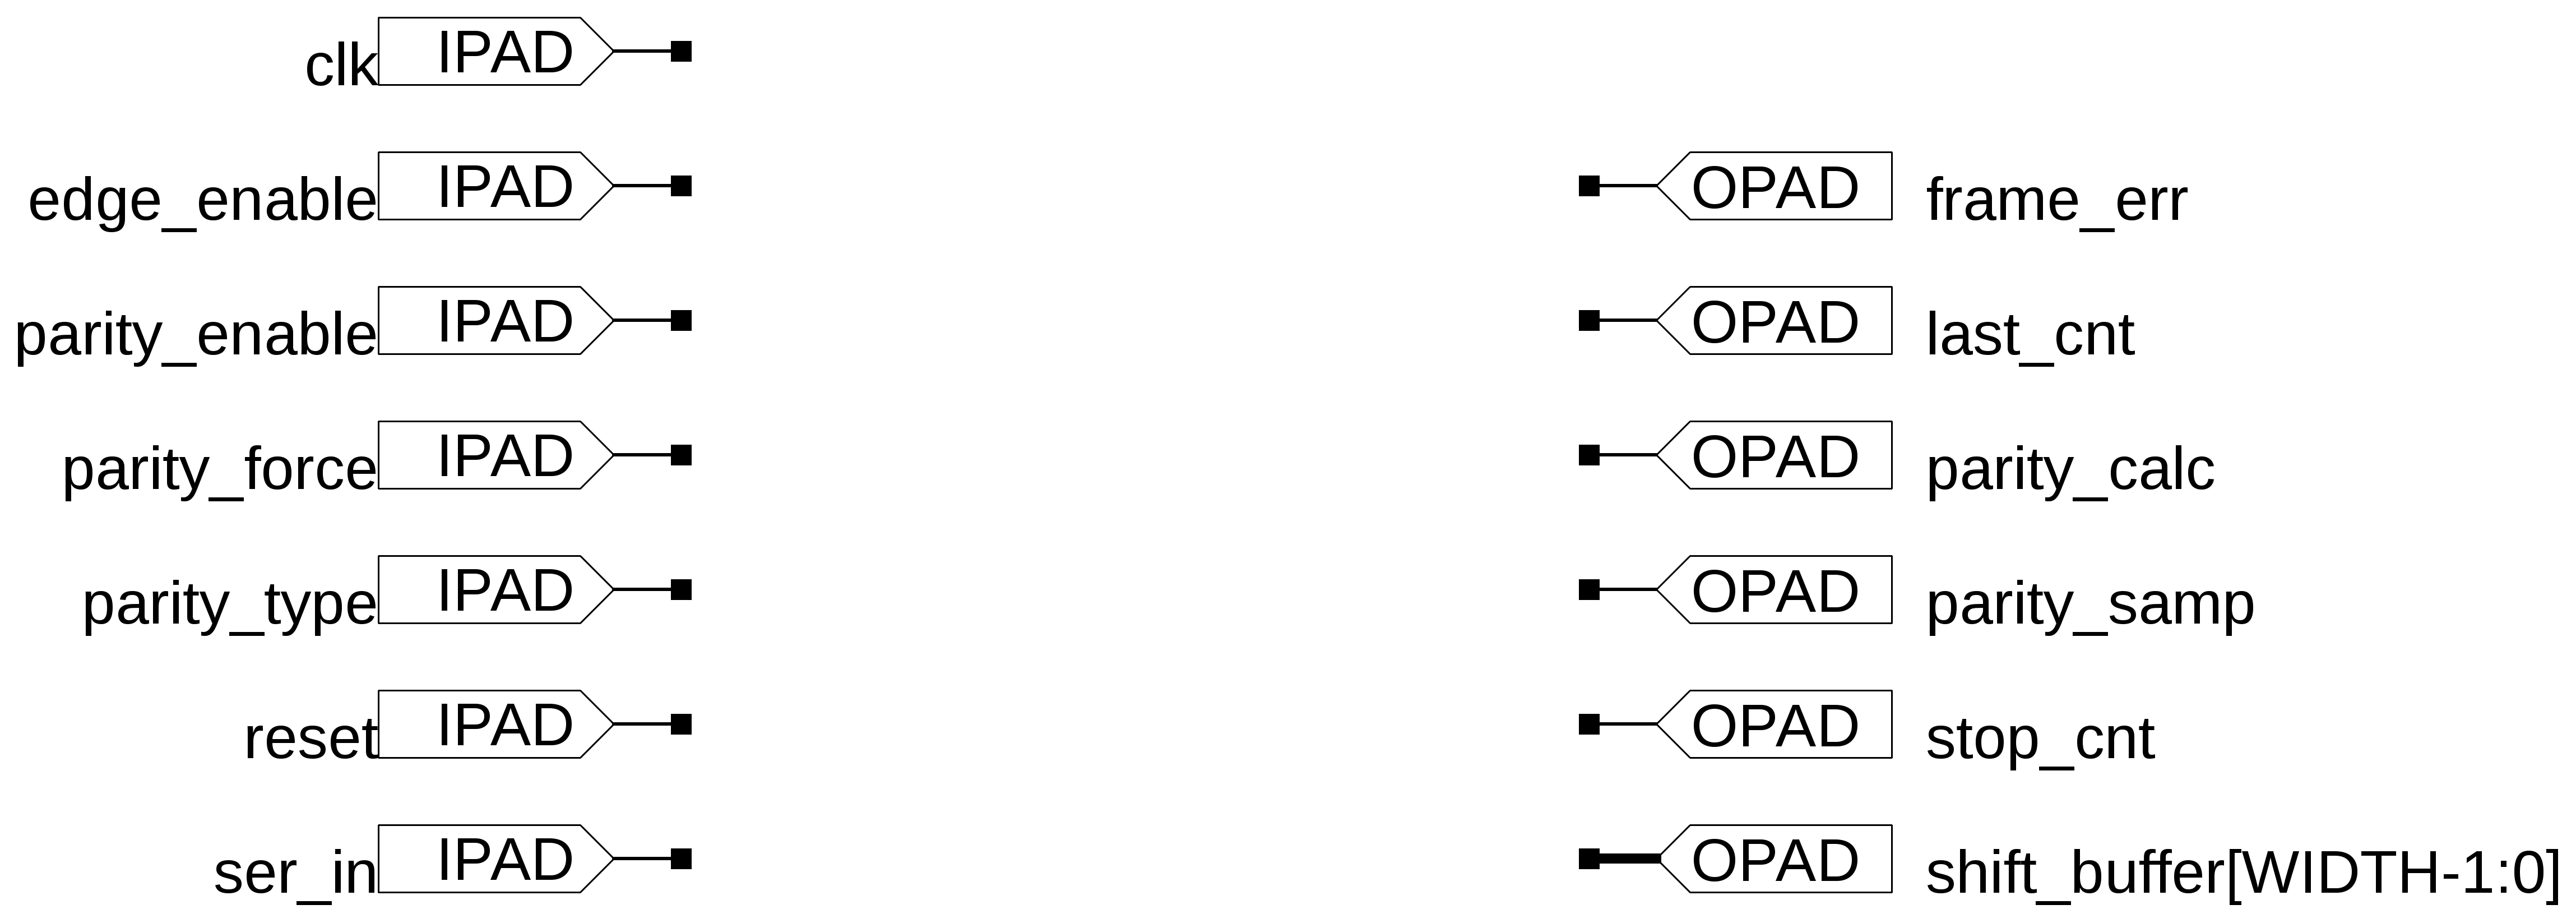 clk IPAD
edge_enable IPAD OPAD frame_err
parity_enable IPAD OPAD last_cnt
parity_force IPAD OPAD parity_calc
parity_type IPAD OPAD parity_samp
reset IPAD OPAD stop_cnt
ser_in IPAD OPAD shift_buffer[WIDTH-1:0]